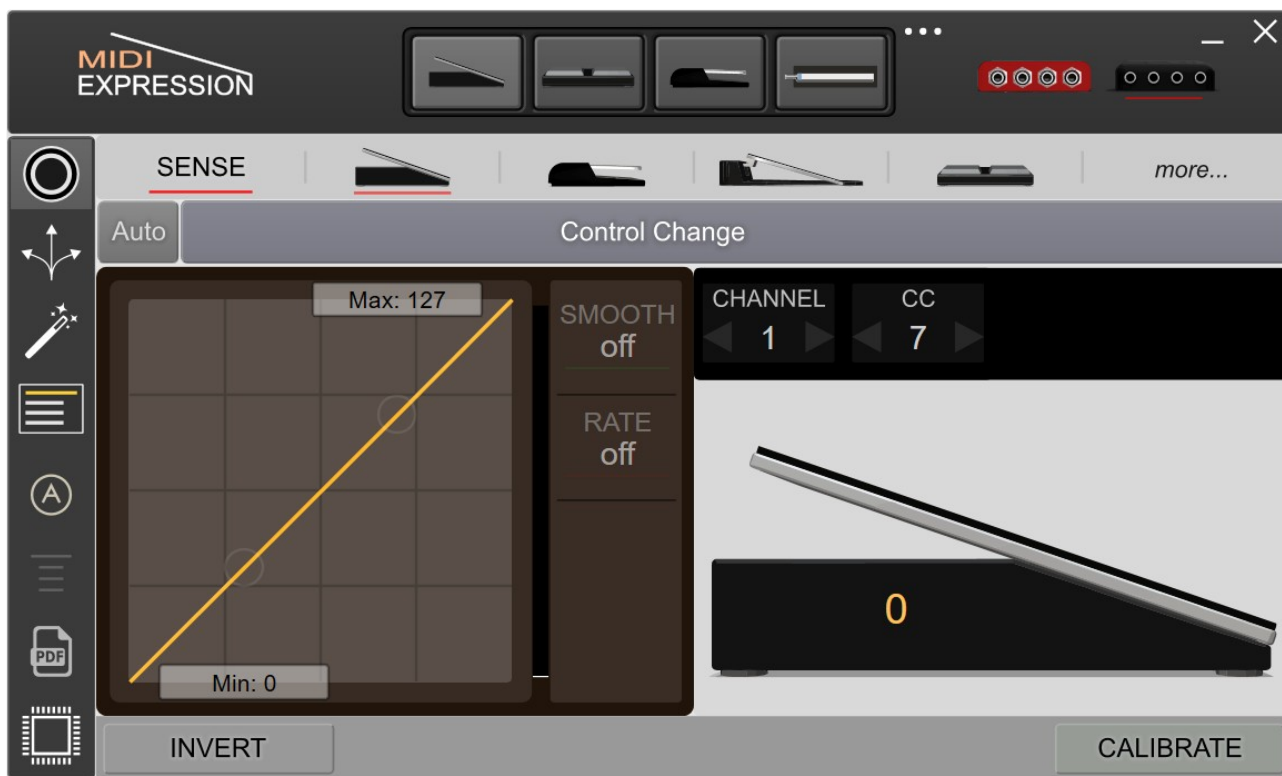 MIDI
EXPRESSION
SENSE
more...
Auto
Control Change
Max: 127
SMOOTH
off
RATE
off
Min: 0
CHANNEL
1
CC
7
A
PDF
0
INVERT
CALIBRATE